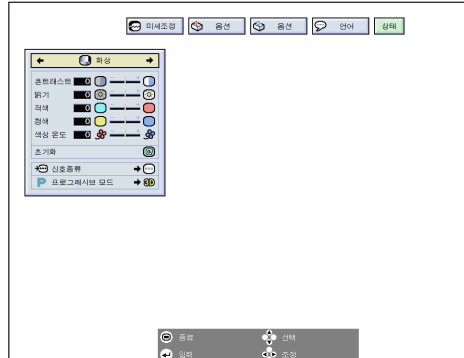 미세조정 옵션 옵션 언어 상태
화상
콘트래스트 0
밝기 0
적색 0
청색 0
색상 온도 0
초기화
신호종류
P 프로그레시브 모드 3D
종료 선택
입력 조정